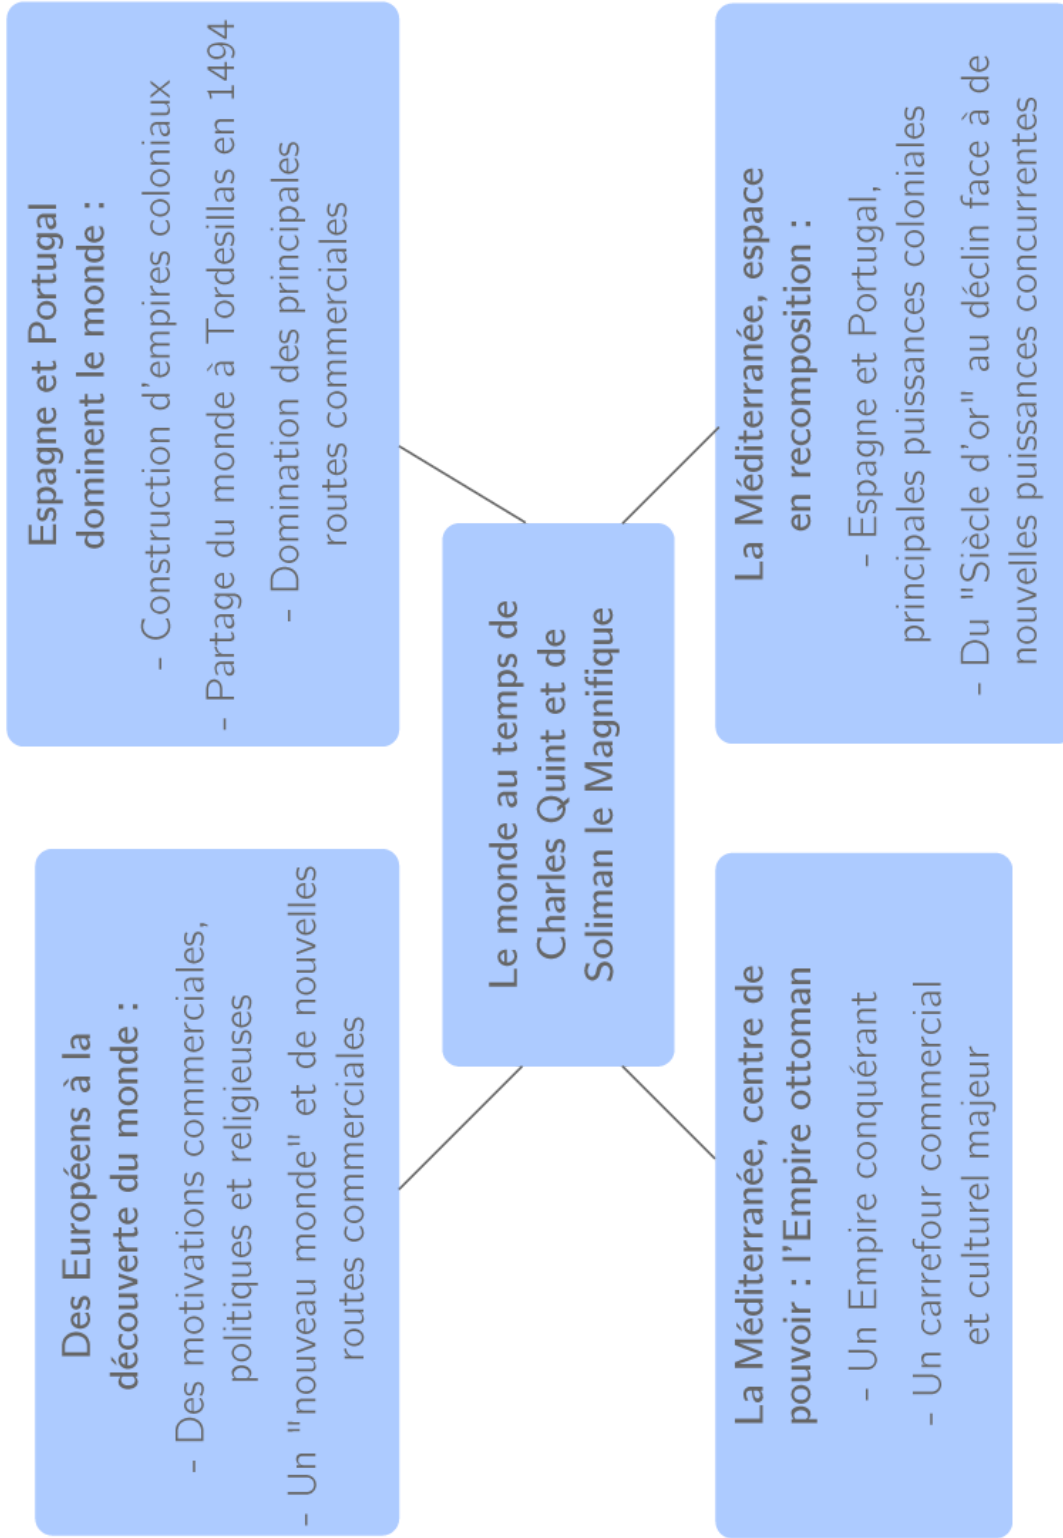 Des Européens à la
découverte du monde :
- Des motivations commerciales,
politiques et religieuses
- Un "nouveau monde" et de nouvelles
routes commerciales
Espagne et Portugal
dominent le monde :
- Construction d'empires coloniaux
- Partage du monde à Tordesillas en 1494
- Domination des principales
routes commerciales
Le monde au temps de
Charles Quint et de
Soliman le Magnifique
La Méditerranée, centre de
pouvoir : l'Empire ottoman
- Un Empire conquérant
- Un carrefour commercial
et culturel majeur
La Méditerranée, espace
en recomposition :
- Espagne et Portugal,
principales puissances coloniales
- Du "Siècle d'or" au déclin face à de
nouvelles puissances concurrentes